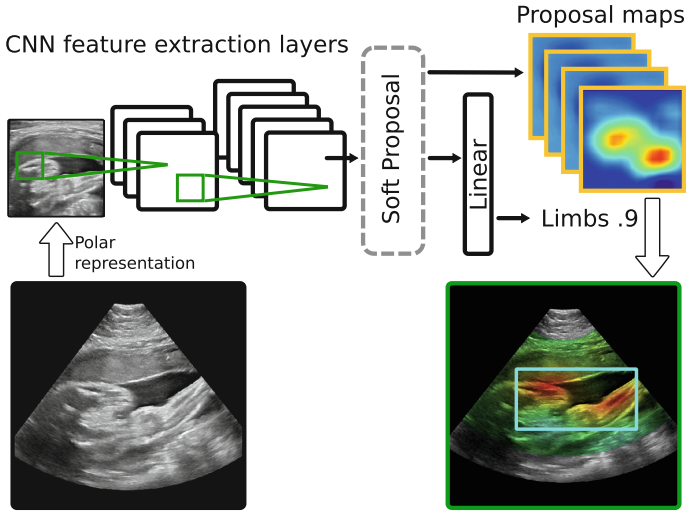 Proposal maps
CNN feature extraction layers
Soft Proposal
Linear
Limbs .9
Polar
representation